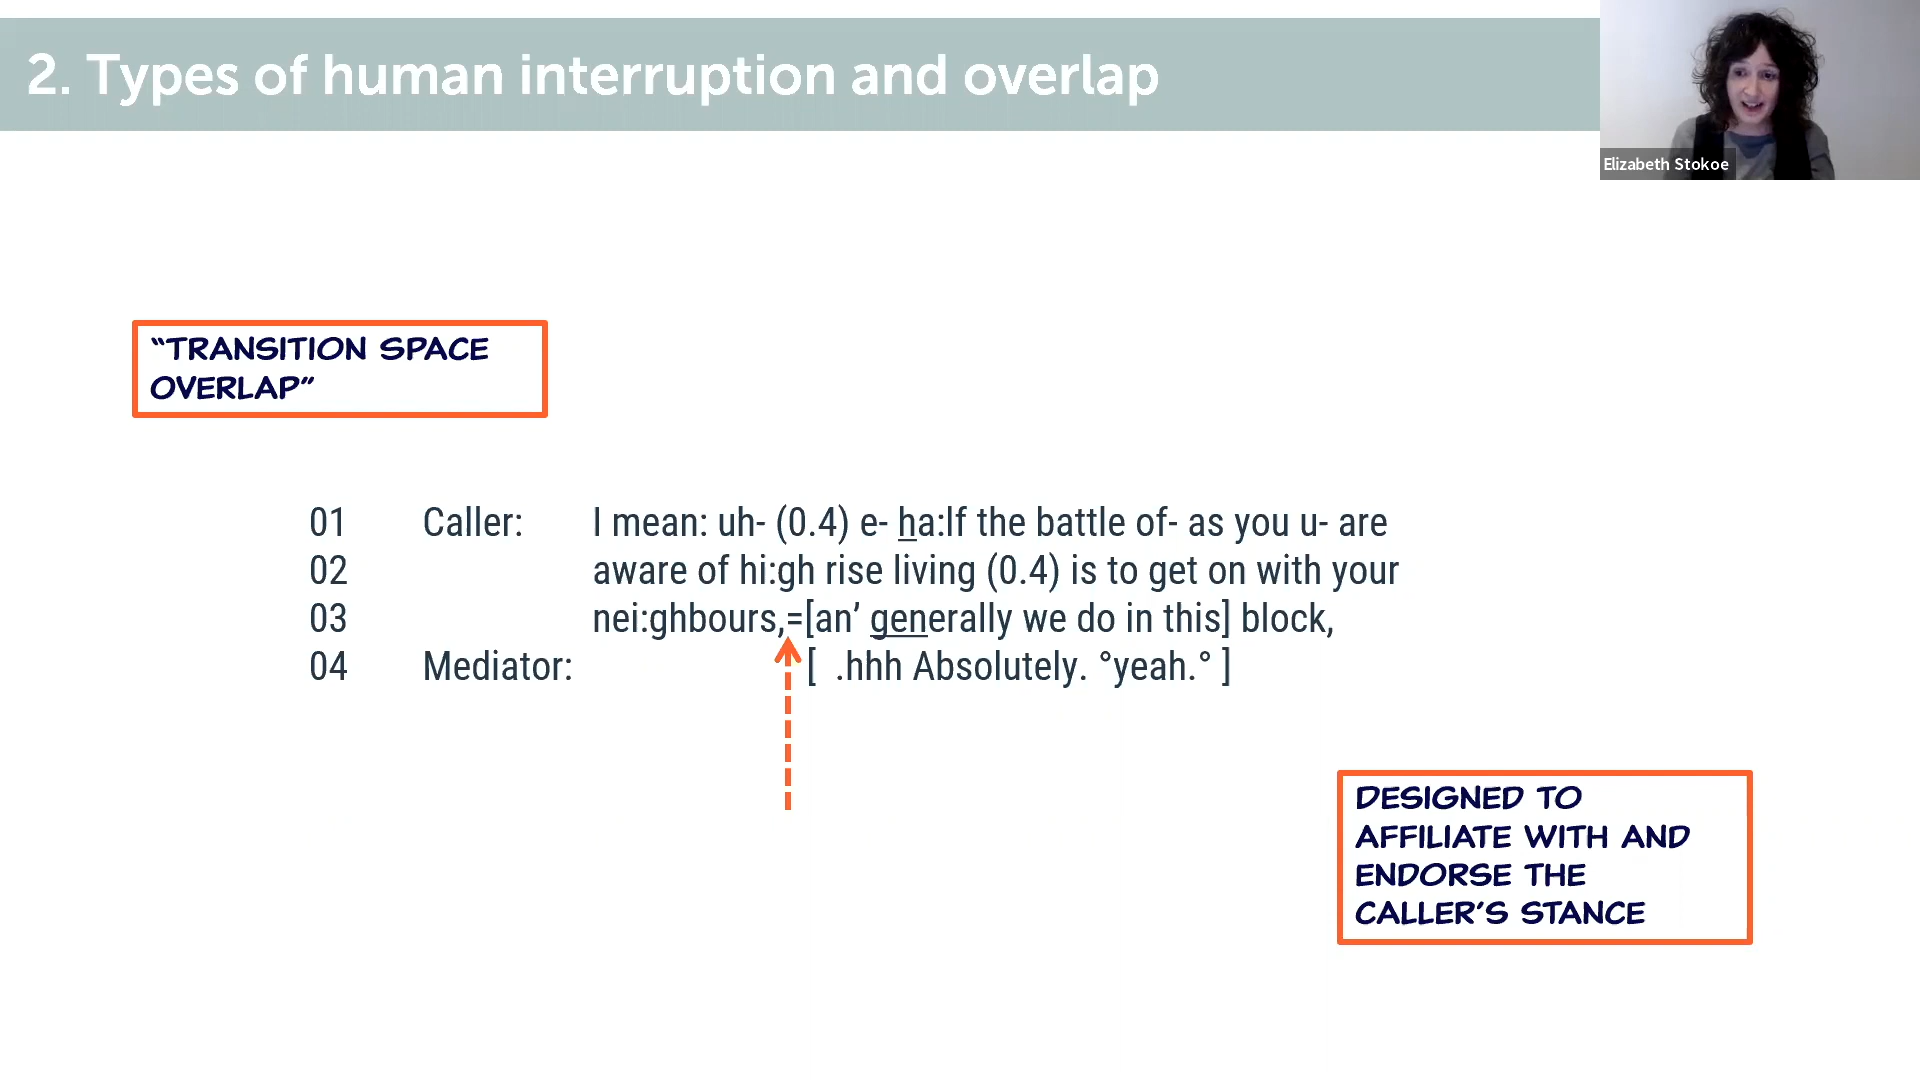 2. Types of human interruption and overlap
Elizabeth Stokoe
“TRANSITION SPACE
OVERLAP”
01 Caller: I mean: uh- (0.4) e- ha:lf the battle of- as you u- are
02 aware of hi:gh rise living (0.4) is to get on with your
03 nei:ghbours,=[an’ generally we do in this] block,
04 Mediator: [ .hhh Absolutely. °yeah.° ]
DESIGNED TO
AFFILIATE WITH AND
ENDORSE THE
CALLER’S STANCE